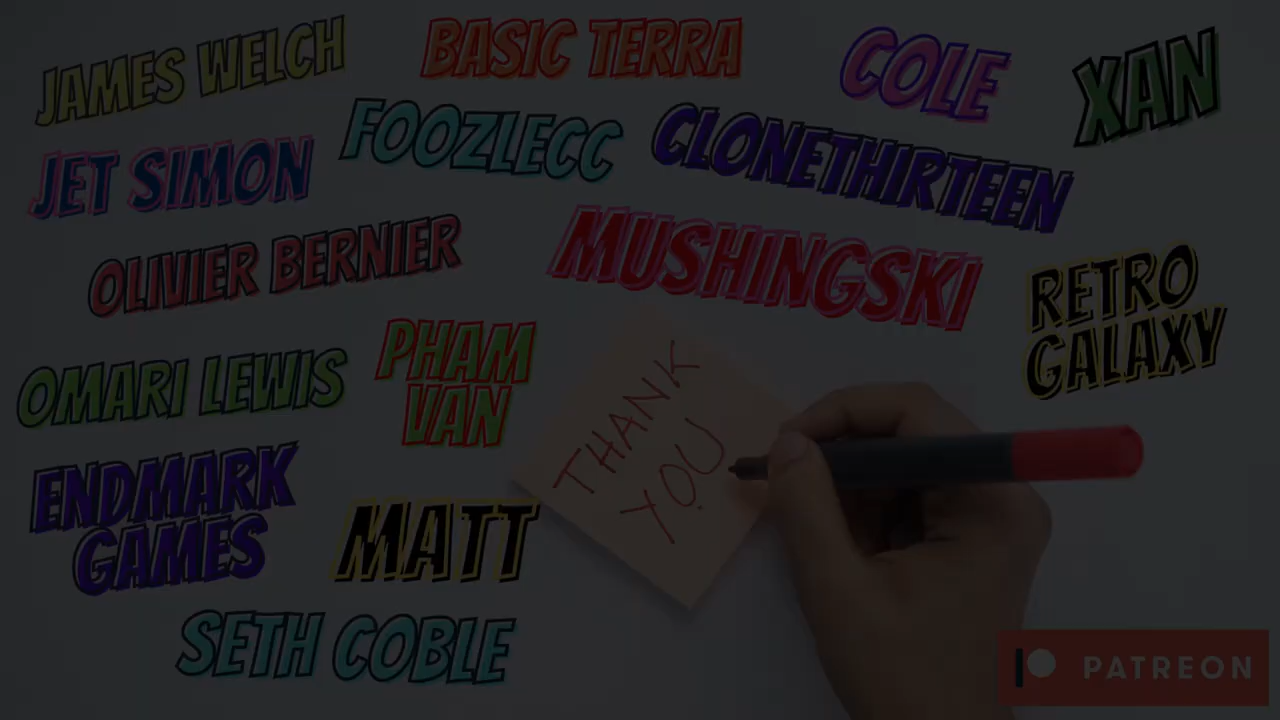 JAMES WELCH
BASIC TERRA
COLE
XAN
JET SIMON
FOOZLECC
CLONETHIRTEEN
OLIVIER BERNIER
MUSHINGSKI
RETRO
GALAXY
OMARI LEWIS
PHAM
VAN
THANK
YOU
ENDMARK
GAMES
MATT
SETH COBLE
PATREON